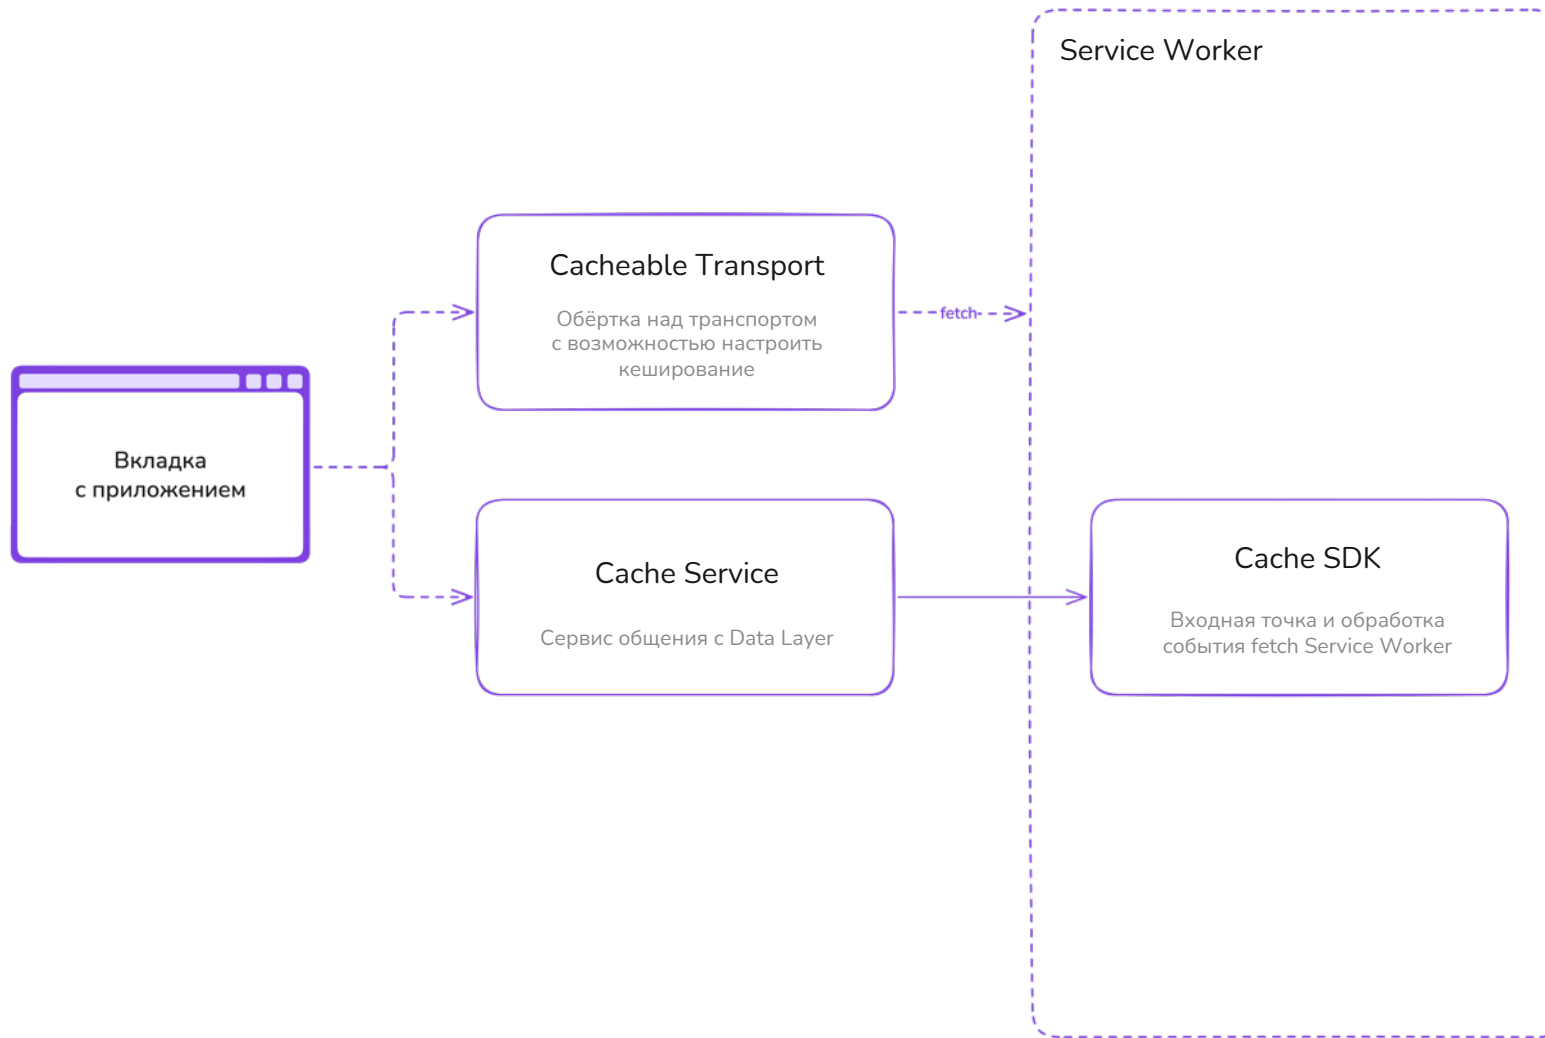 Service Worker
Cacheable Transport
Обёртка над транспортом
с возможностью настроить
кеширование
fetch
Вкладка
с приложением
Cache Service
Сервис общения с Data Layer
Cache SDK
Входная точка и обработка
события fetch Service Worker